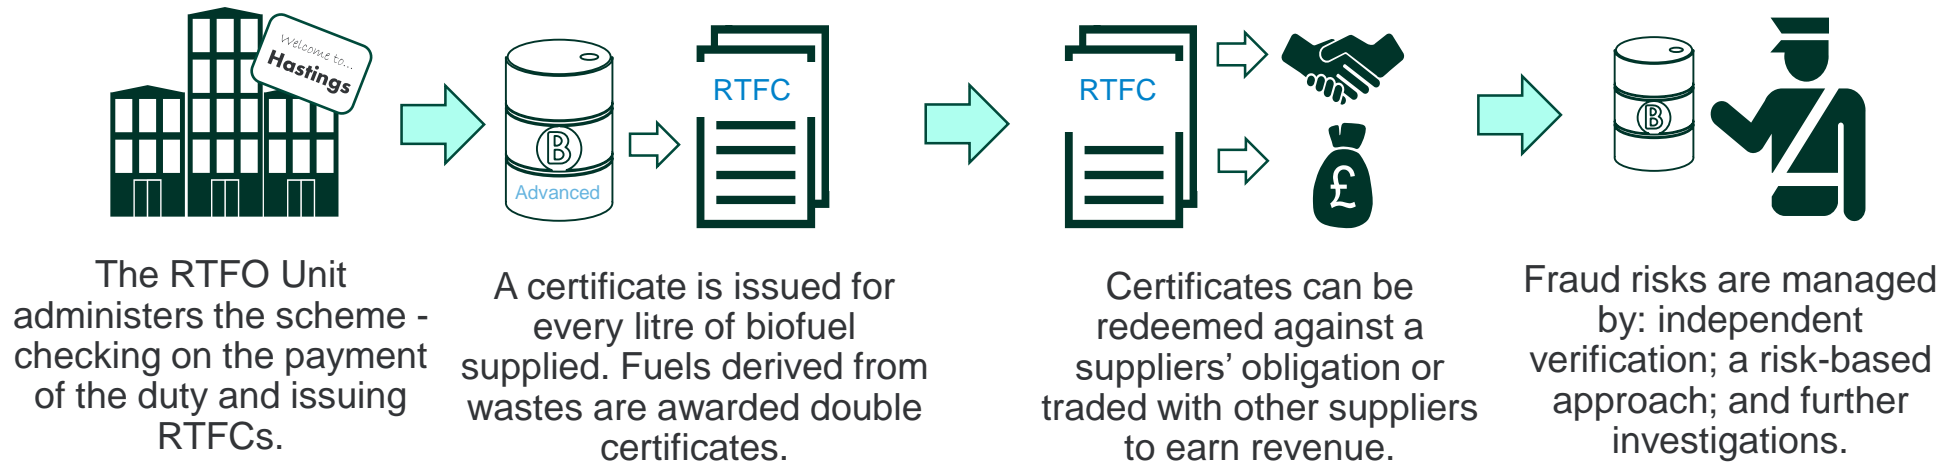 Welcome to...
Hastings
B
Advanced
RTFC
RTFC
£
B
The RTFO Unit
administers the scheme -
checking on the payment
of the duty and issuing
RTFCs.
A certificate is issued for
every litre of biofuel
supplied. Fuels derived from
wastes are awarded double
certificates.
Certificates can be
redeemed against a
suppliers’ obligation or
traded with other suppliers
to earn revenue.
Fraud risks are managed
by: independent
verification; a risk-based
approach; and further
investigations.